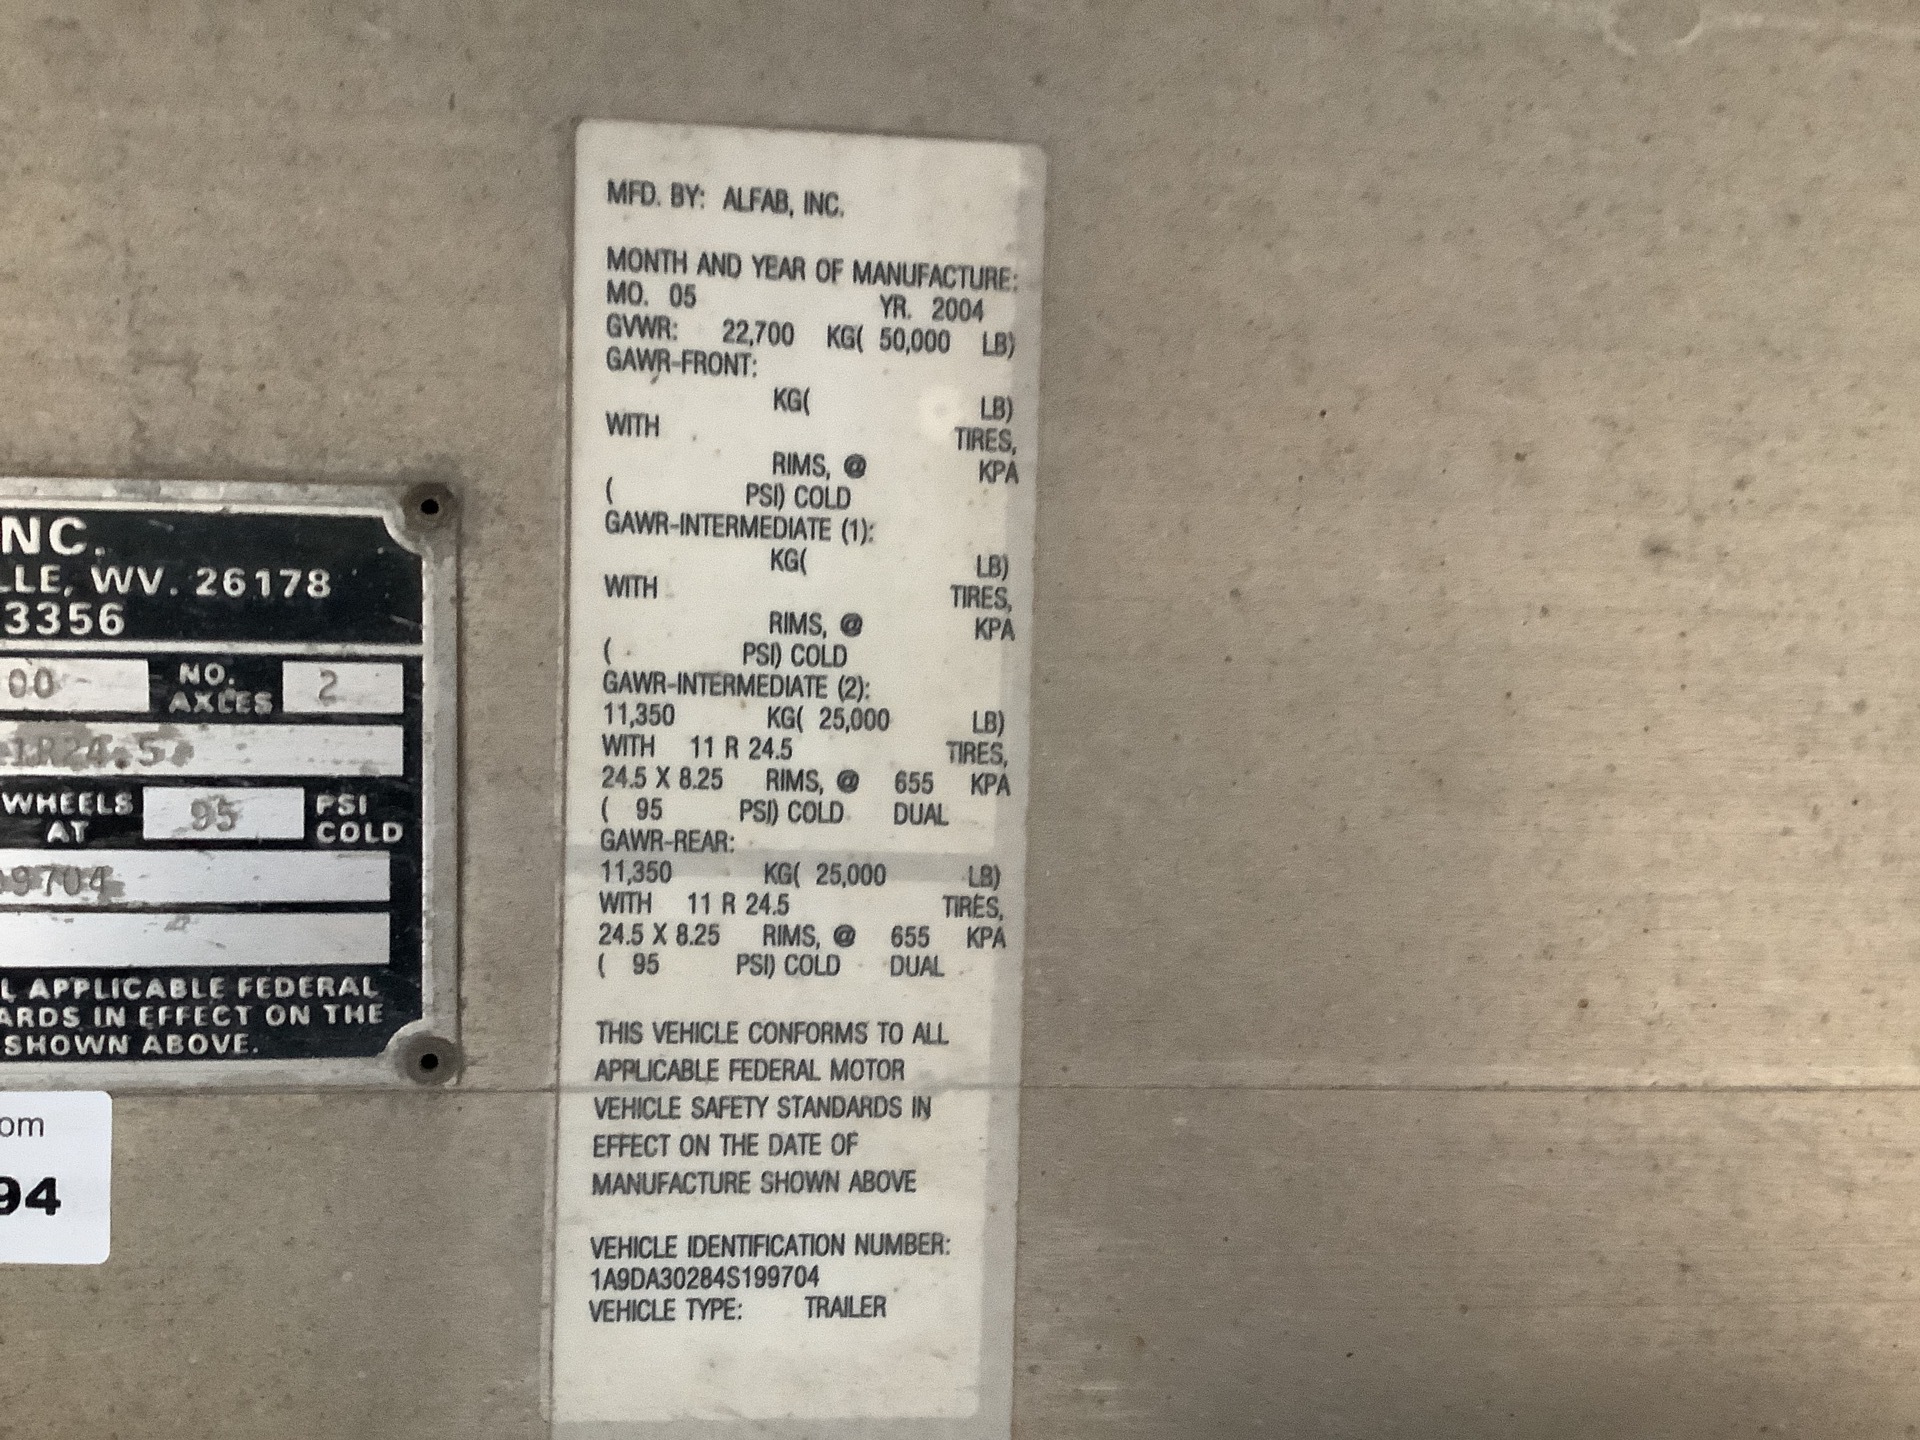 NC.
LLE, WV. 26178
3356
00 NO. AXLES 2
1R24.5
WHEELS AT 95 PSI COLD
9704
L APPLICABLE FEDERAL
ARDS IN EFFECT ON THE
SHOWN ABOVE.
om
94
MFD. BY: ALFAB, INC.
MONTH AND YEAR OF MANUFACTURE:
MO. 05 YR. 2004
GVWR: 22,700 KG( 50,000 LB)
GAWR-FRONT:
KG( LB)
WITH TIRES,
RIMS, @ KPA
( PSI) COLD
GAWR-INTERMEDIATE (1):
KG( LB)
WITH TIRES,
RIMS, @ KPA
( PSI) COLD
GAWR-INTERMEDIATE (2):
11,350 KG( 25,000 LB)
WITH 11 R 24.5 TIRES,
24.5 X 8.25 RIMS, @ 655 KPA
( 95 PSI) COLD DUAL
GAWR-REAR:
11,350 KG( 25,000 LB)
WITH 11 R 24.5 TIRES,
24.5 X 8.25 RIMS, @ 655 KPA
( 95 PSI) COLD DUAL
THIS VEHICLE CONFORMS TO ALL
APPLICABLE FEDERAL MOTOR
VEHICLE SAFETY STANDARDS IN
EFFECT ON THE DATE OF
MANUFACTURE SHOWN ABOVE
VEHICLE IDENTIFICATION NUMBER:
1A9DA30284S199704
VEHICLE TYPE: TRAILER